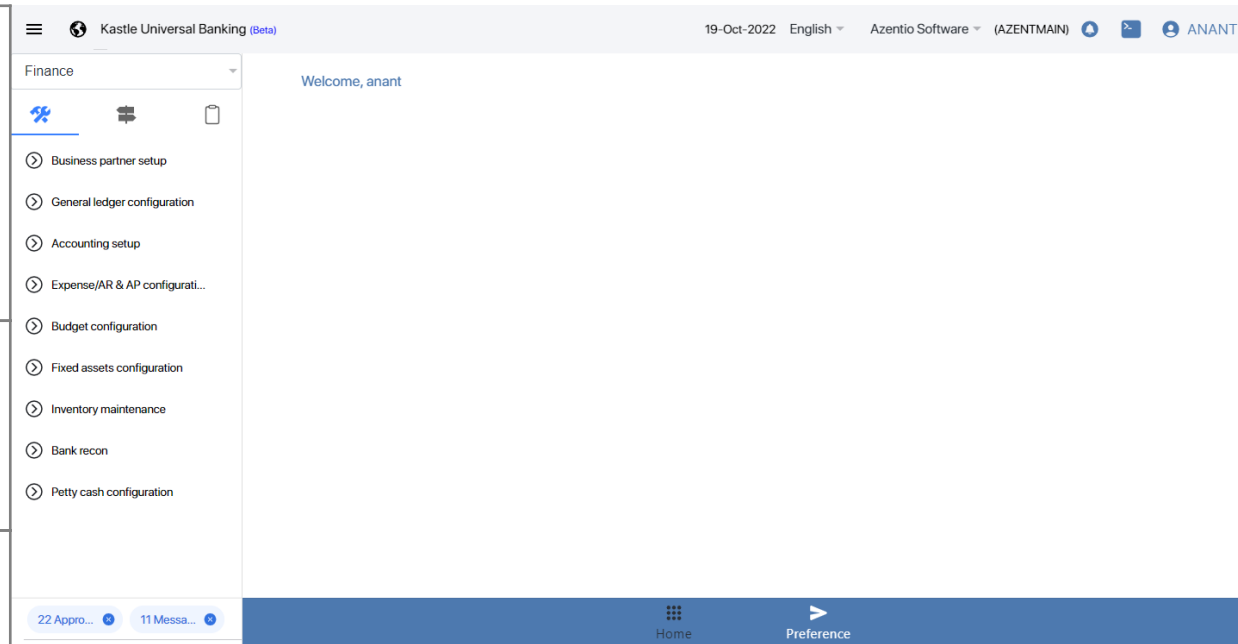 Kastle Universal Banking (Beta) 19-Oct-2022 English Azentio Software (AZENTMAIN) ANANT
Finance
Welcome, anant
Business partner setup
General ledger configuration
Accounting setup
Expense/AR & AP configurati...
Budget configuration
Fixed assets configuration
Inventory maintenance
Bank recon
Petty cash configuration
22 Appro... 11 Messa...
Home Preference